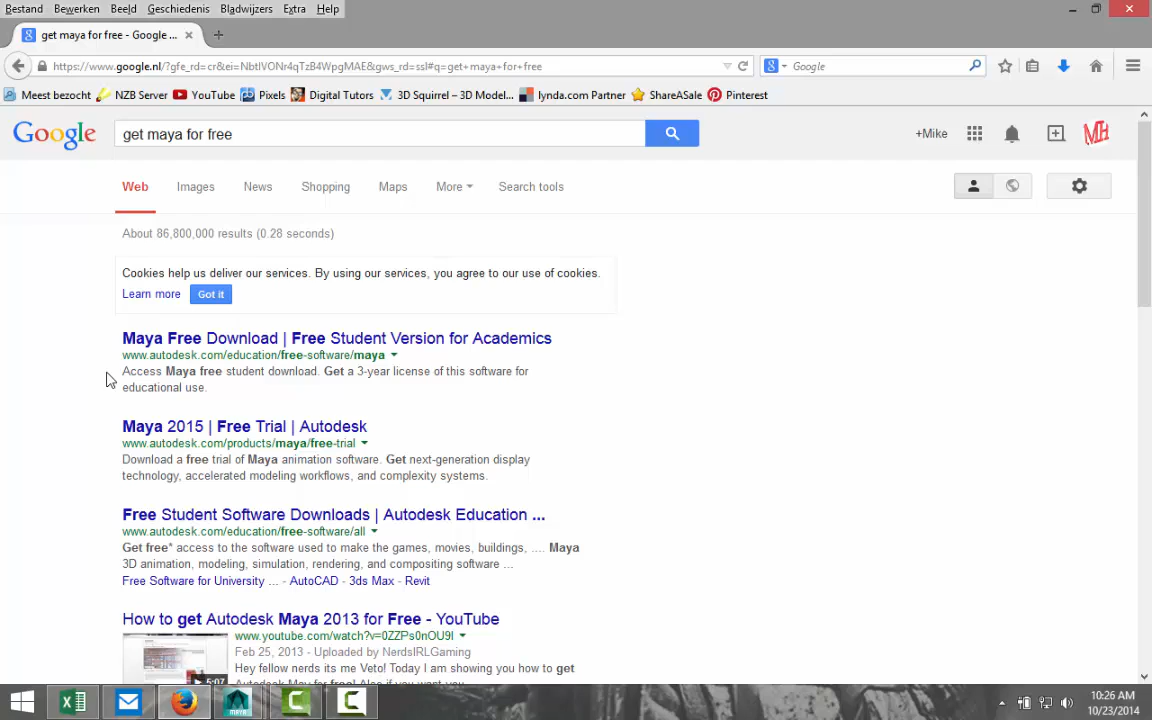 Bestand Bewerken Beeld Geschiedenis Bladwijzers Extra Help
get maya for free - Google ...
https://www.google.nl/?gfe_rd=cr&ei=NbtIVONr4qTzB4WpgMAE&gws_rd=ssl#q=get+maya+for+free Google
Meest bezocht NZB Server YouTube Pixels Digital Tutors 3D Squirrel – 3D Model... lynda.com Partner ShareASale Pinterest
Google get maya for free +Mike MH
Web Images News Shopping Maps More Search tools
About 86,800,000 results (0.28 seconds)
Cookies help us deliver our services. By using our services, you agree to our use of cookies.
Learn more Got it
Maya Free Download | Free Student Version for Academics
www.autodesk.com/education/free-software/maya
Access Maya free student download. Get a 3-year license of this software for
educational use.
Maya 2015 | Free Trial | Autodesk
www.autodesk.com/products/maya/free-trial
Download a free trial of Maya animation software. Get next-generation display
technology, accelerated modeling workflows, and complexity systems.
Free Student Software Downloads | Autodesk Education ...
www.autodesk.com/education/free-software/all
Get free* access to the software used to make the games, movies, buildings, .... Maya
3D animation, modeling, simulation, rendering, and compositing software ...
Free Software for University ... - AutoCAD - 3ds Max - Revit
How to get Autodesk Maya 2013 for Free - YouTube
www.youtube.com/watch?v=0ZZPs0nOU9I
Feb 25, 2013 - Uploaded by NerdsIRLGaming
Hey fellow nerds its me Veto! Today I am showing you how to get
5:07
Autodesk May for free! Also if you want you
10:26 AM
10/23/2014